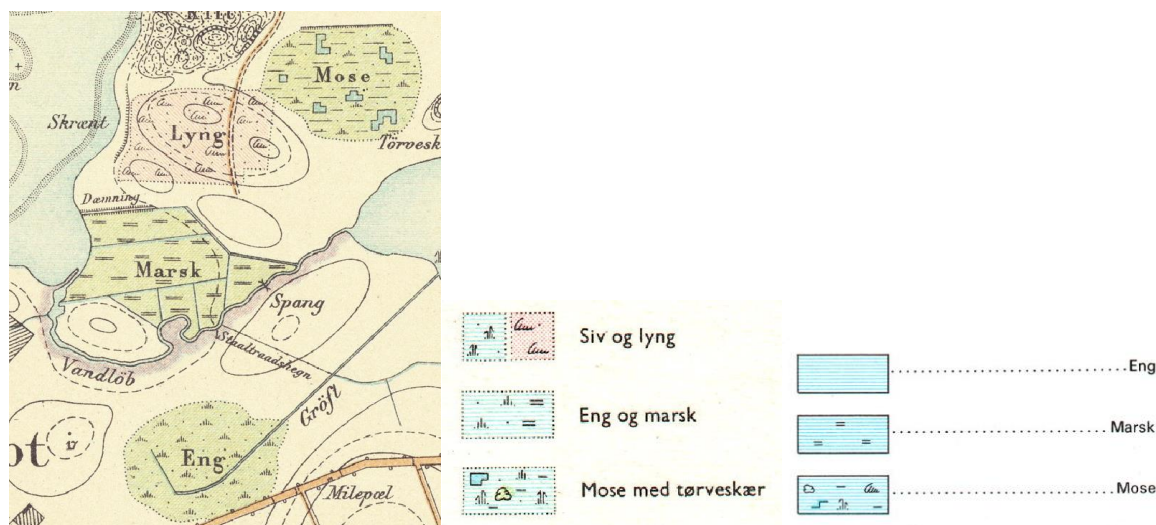 Mose
Skrænt
Lyng
Törvesk
Dæmning
Marsk
Spang
Staaltraadshegn
Vandlöb
Gröft
Eng
17
Milepæl
Siv og lyng
Eng og marsk
Mose med tørveskær
Eng
Marsk
Mose